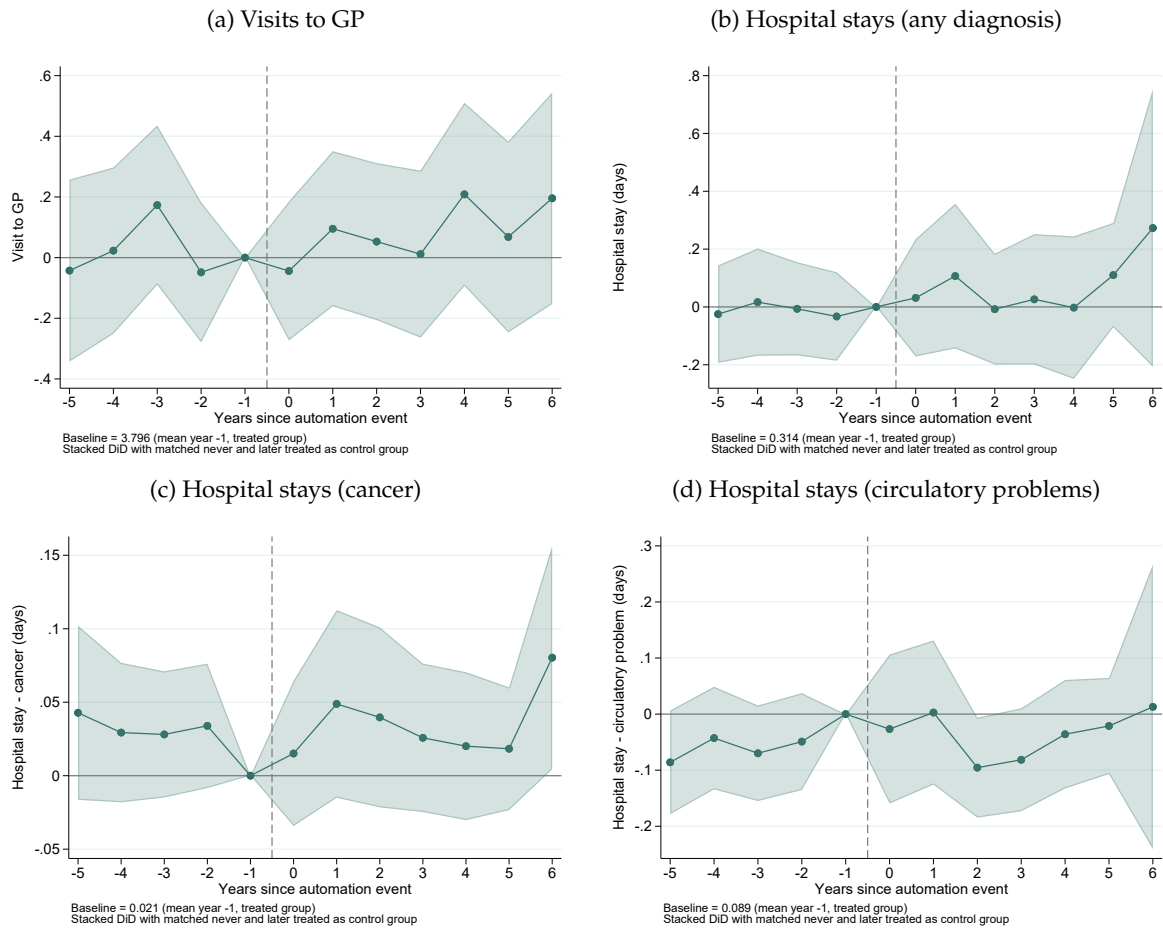 (a) Visits to GP
Visit to GP
.6
.4
.2
0
-.2
-.4
-5 -4 -3 -2 -1 0 1 2 3 4 5 6
Years since automation event
Baseline = 3.796 (mean year -1, treated group)
Stacked DiD with matched never and later treated as control group
(b) Hospital stays (any diagnosis)
Hospital stay (days)
.8
.6
.4
.2
0
-.2
-5 -4 -3 -2 -1 0 1 2 3 4 5 6
Years since automation event
Baseline = 0.314 (mean year -1, treated group)
Stacked DiD with matched never and later treated as control group
(c) Hospital stays (cancer)
Hospital stay - cancer (days)
.15
.1
.05
0
-.05
-5 -4 -3 -2 -1 0 1 2 3 4 5 6
Years since automation event
Baseline = 0.021 (mean year -1, treated group)
Stacked DiD with matched never and later treated as control group
(d) Hospital stays (circulatory problems)
Hospital stay - circulatory problem (days)
.3
.2
.1
0
-.1
-.2
-5 -4 -3 -2 -1 0 1 2 3 4 5 6
Years since automation event
Baseline = 0.089 (mean year -1, treated group)
Stacked DiD with matched never and later treated as control group